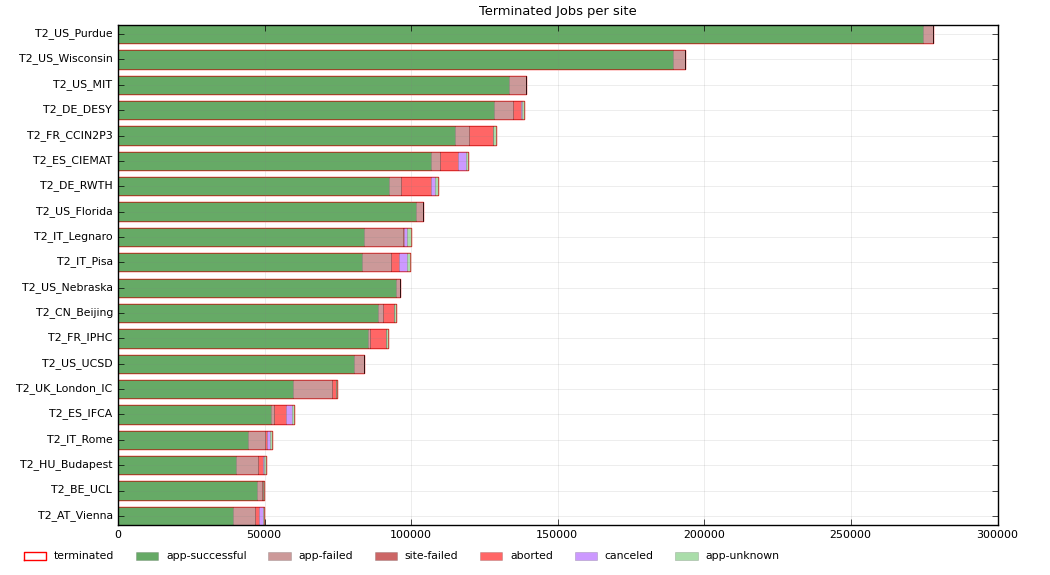 Terminated Jobs per site
T2_US_Purdue
T2_US_Wisconsin
T2_US_MIT
T2_DE_DESY
T2_FR_CCIN2P3
T2_ES_CIEMAT
T2_DE_RWTH
T2_US_Florida
T2_IT_Legnaro
T2_IT_Pisa
T2_US_Nebraska
T2_CN_Beijing
T2_FR_IPHC
T2_US_UCSD
T2_UK_London_IC
T2_ES_IFCA
T2_IT_Rome
T2_HU_Budapest
T2_BE_UCL
T2_AT_Vienna
0 50000 100000 150000 200000 250000 300000
terminated app-successful app-failed site-failed aborted canceled app-unknown